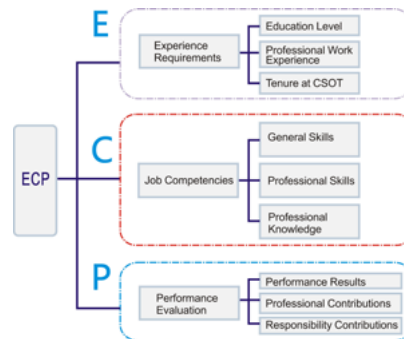 E
Experience
Requirements
Education Level
Professional Work
Experience
Tenure at CSOT
ECP
C
Job Competencies
General Skills
Professional Skills
Professional
Knowledge
P
Performance
Evaluation
Performance Results
Professional Contributions
Responsibility Contributions